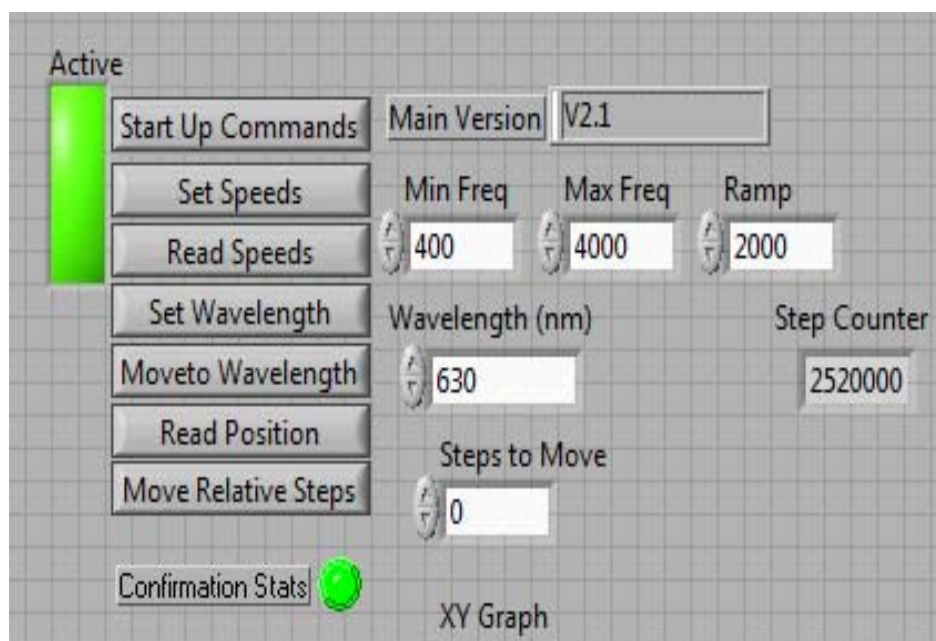 Active
Start Up Commands
Main Version V2.1
Set Speeds
Min Freq Max Freq Ramp
Read Speeds
400 4000 2000
Set Wavelength
Wavelength (nm) Step Counter
Moveto Wavelength
630 2520000
Read Position
Steps to Move
Move Relative Steps
0
Confirmation Stats
XY Graph